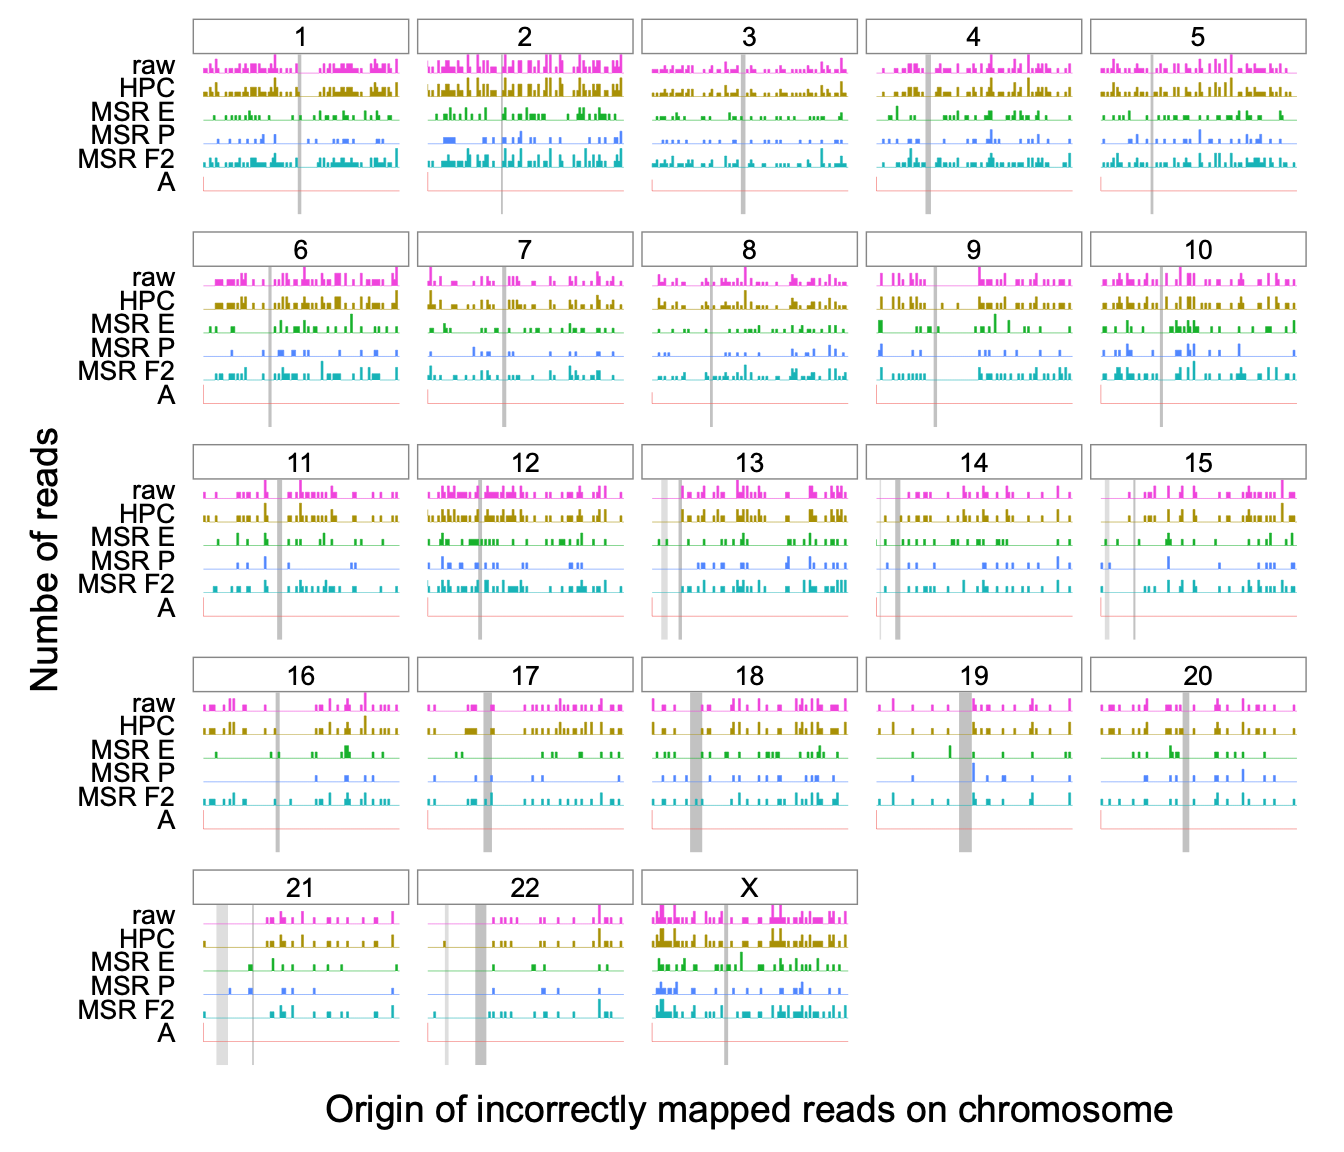 1 2 3 4 5
raw
HPC
MSR E
MSR P
MSR F2
A
6 7 8 9 10
raw
HPC
MSR E
MSR P
MSR F2
A
11 12 13 14 15
raw
HPC
MSR E
MSR P
MSR F2
A
16 17 18 19 20
raw
HPC
MSR E
MSR P
MSR F2
A
21 22 X
raw
HPC
MSR E
MSR P
MSR F2
A
Numbe of reads
Origin of incorrectly mapped reads on chromosome